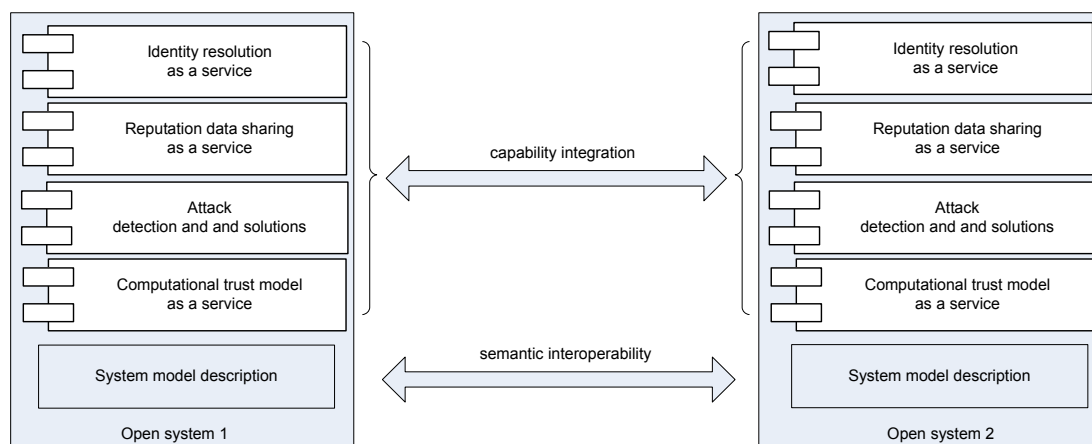 Identity resolution
as a service
Reputation data sharing
as a service
Attack
detection and and solutions
Computational trust model
as a service
System model description
Open system 1
capability integration
semantic interoperability
Identity resolution
as a service
Reputation data sharing
as a service
Attack
detection and and solutions
Computational trust model
as a service
System model description
Open system 2